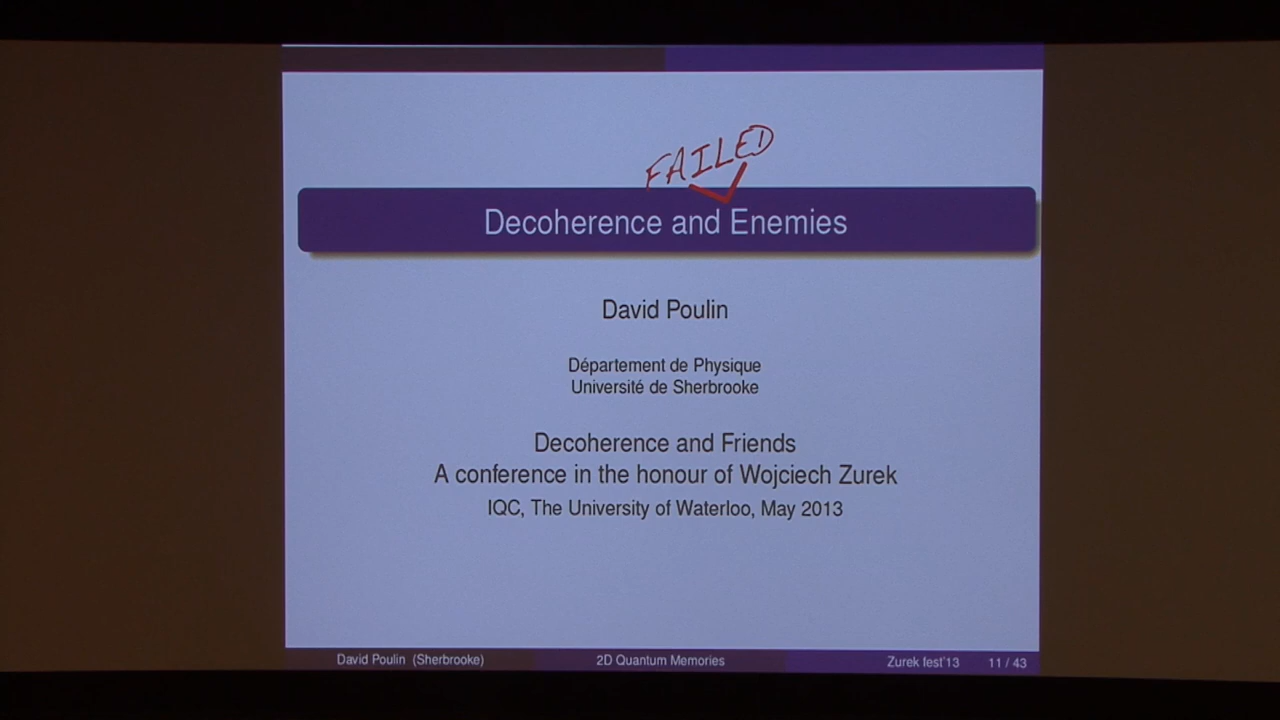 FAILED
Decoherence and Enemies
David Poulin
Département de Physique
Université de Sherbrooke
Decoherence and Friends
A conference in the honour of Wojciech Zurek
IQC, The University of Waterloo, May 2013
David Poulin (Sherbrooke) 2D Quantum Memories Zurek fest'13 11 / 43